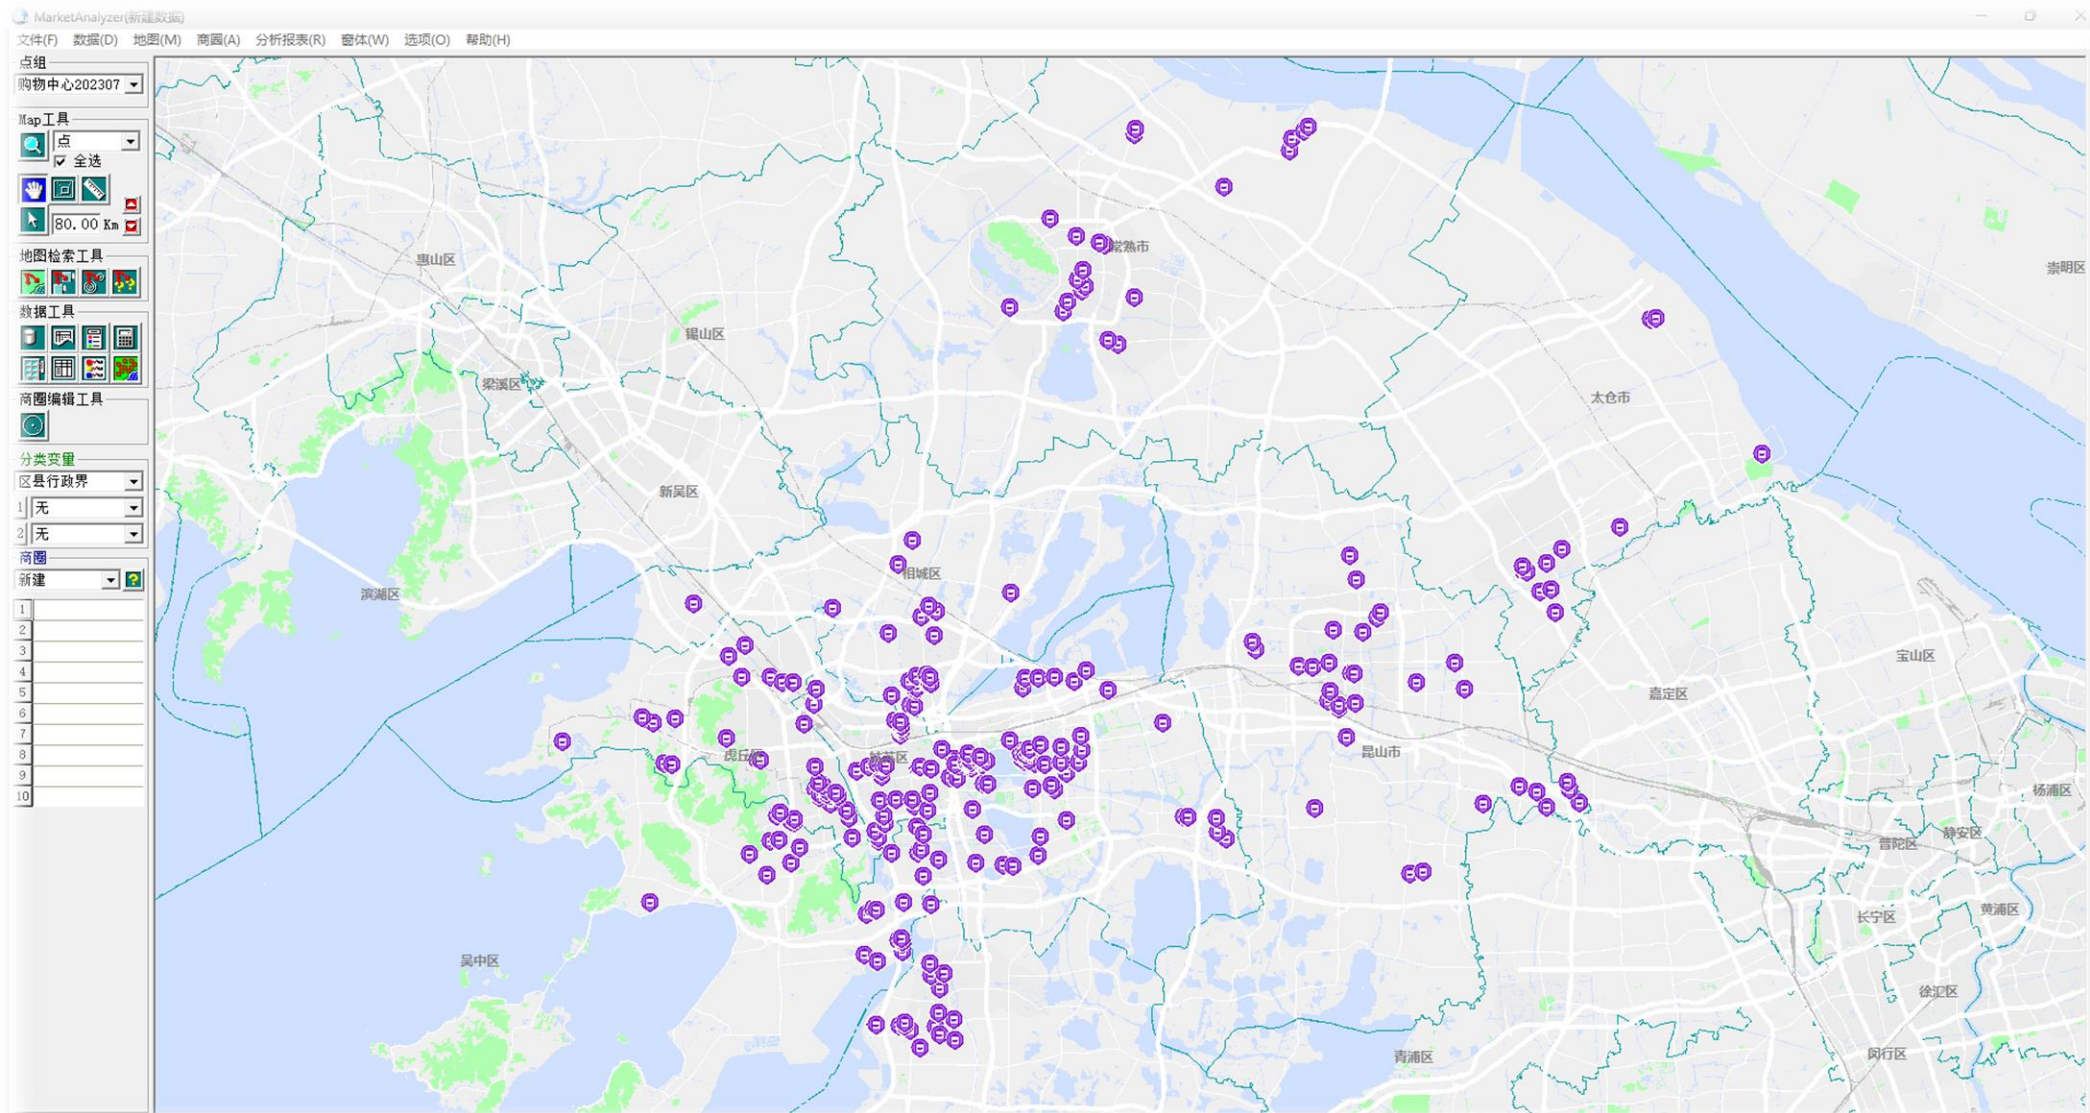 MarketAnalyzer(新建数据)
文件(F) 数据(D) 地图(M) 商圈(A) 分析报表(R) 窗体(W) 选项(O) 帮助(H)
点组
购物中心202307
Map工具
点
全选
80.00 Km
地图检索工具
数据工具
商圈编辑工具
分类变量
区县行政界
1 无
2 无
商圈
新建
1
2
3
4
5
6
7
8
9
10
常熟市
惠山区
崇明区
锡山区
梁溪区
太仓市
新吴区
相城区
滨湖区
宝山区
嘉定区
昆山市
虎丘区
姑苏区
杨浦区
静安区
普陀区
黄浦区
长宁区
吴中区
徐汇区
闵行区
青浦区